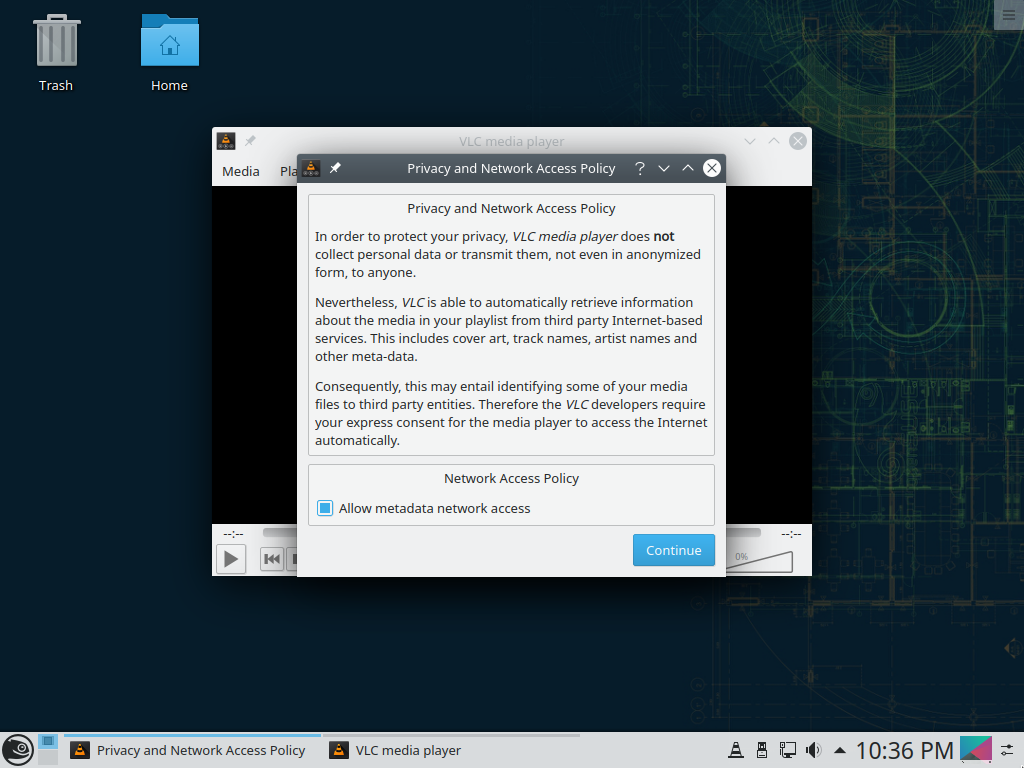 Trash
Home
VLC media player
Media
Pla
Privacy and Network Access Policy
Privacy and Network Access Policy
In order to protect your privacy, VLC media player does not
collect personal data or transmit them, not even in anonymized
form, to anyone.
Nevertheless, VLC is able to automatically retrieve information
about the media in your playlist from third party Internet-based
services. This includes cover art, track names, artist names and
other meta-data.
Consequently, this may entail identifying some of your media
files to third party entities. Therefore the VLC developers require
your express consent for the media player to access the Internet
automatically.
Network Access Policy
Allow metadata network access
--:--
--:--
Continue
0%
Privacy and Network Access Policy
VLC media player
10:36 PM